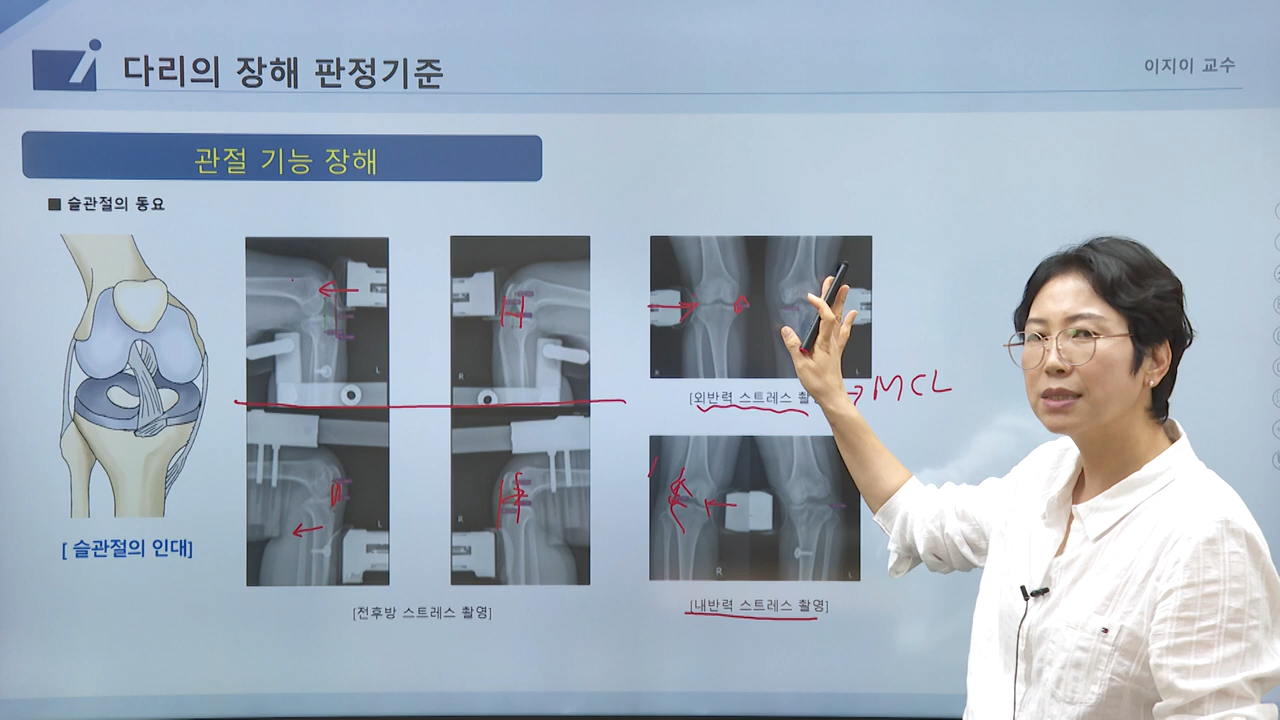 다리의 장해 판정기준
이지이 교수
관절 기능 장해
■ 슬관절의 동요
L
R
R
[외반력 스트레스 촬
→ MCL
L
R
R
L
[ 슬관절의 인대]
[전후방 스트레스 촬영]
[내반력 스트레스 촬영]